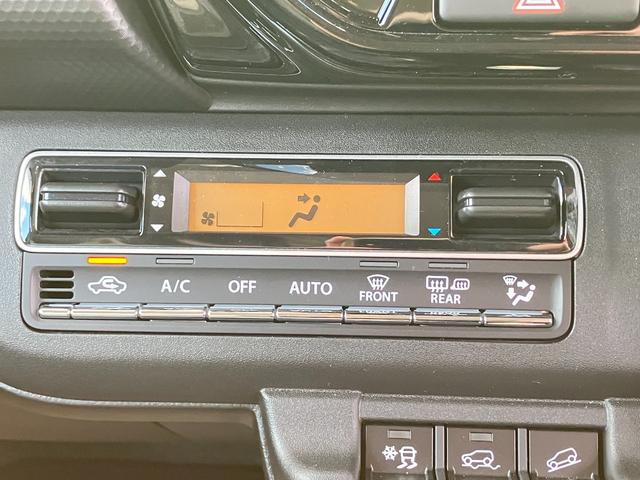 A/C OFF AUTO FRONT REAR